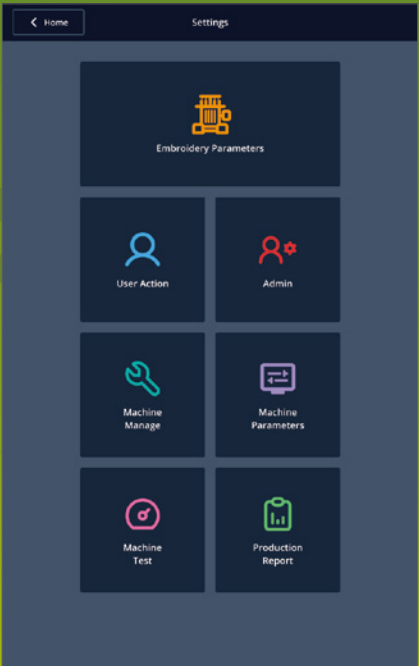 Home
Settings
Embroidery Parameters
User Action
Admin
Machine
Manage
Machine
Parameters
Machine
Test
Production
Report